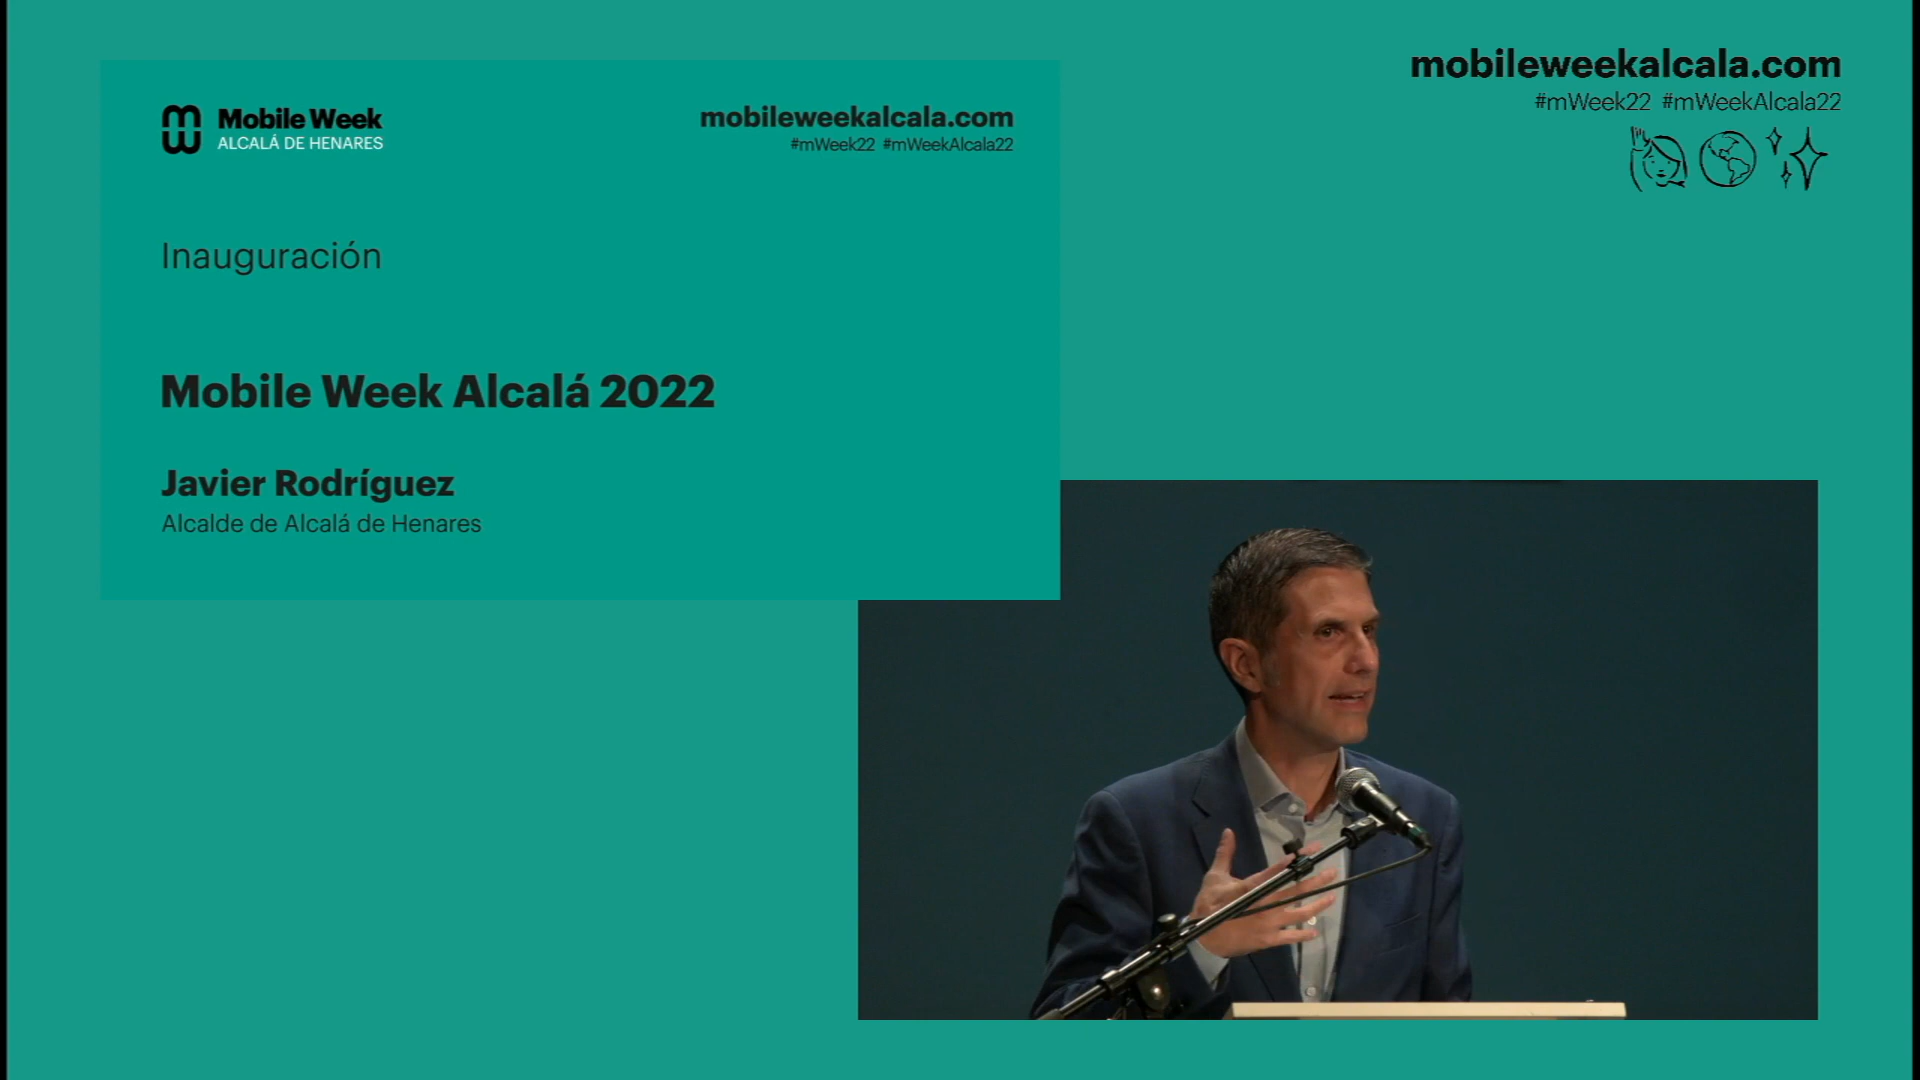 Mobile Week
ALCALÁ DE HENARES
mobileweekalcala.com
#mWeek22 #mWeekAlcala22
Inauguración
Mobile Week Alcalá 2022
Javier Rodríguez
Alcalde de Alcalá de Henares
mobileweekalcala.com
#mWeek22 #mWeekAlcala22